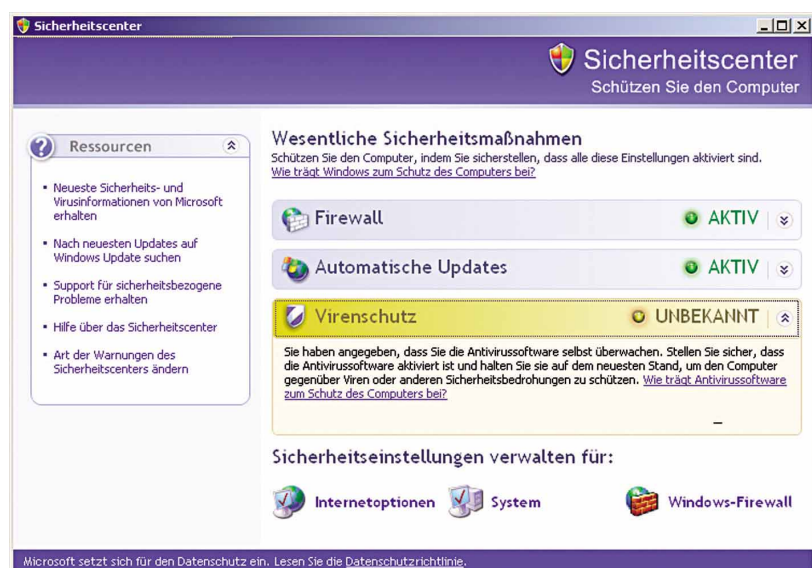 Sicherheitscenter
Sicherheitscenter
Schützen Sie den Computer
Ressourcen
Neueste Sicherheits- und
Virusinformationen von Microsoft
erhalten
Nach neuesten Updates auf
Windows Update suchen
Support für sicherheitsbezogene
Probleme erhalten
Hilfe über das Sicherheitscenter
Art der Warnungen des
Sicherheitscenters ändern
Wesentliche Sicherheitsmaßnahmen
Schützen Sie den Computer, indem Sie sicherstellen, dass alle diese Einstellungen aktiviert sind.
Wie trägt Windows zum Schutz des Computers bei?
Firewall AKTIV
Automatische Updates AKTIV
Virenschutz UNBEKANNT
Sie haben angegeben, dass Sie die Antivirussoftware selbst überwachen. Stellen Sie sicher, dass
die Antivirussoftware aktiviert ist und halten Sie sie auf dem neuesten Stand, um den Computer
gegenüber Viren oder anderen Sicherheitsbedrohungen zu schützen. Wie trägt Antivirussoftware
zum Schutz des Computers bei?
Sicherheitseinstellungen verwalten für:
Internetoptionen System Windows-Firewall
Microsoft setzt sich für den Datenschutz ein. Lesen Sie die Datenschutzrichtlinie.